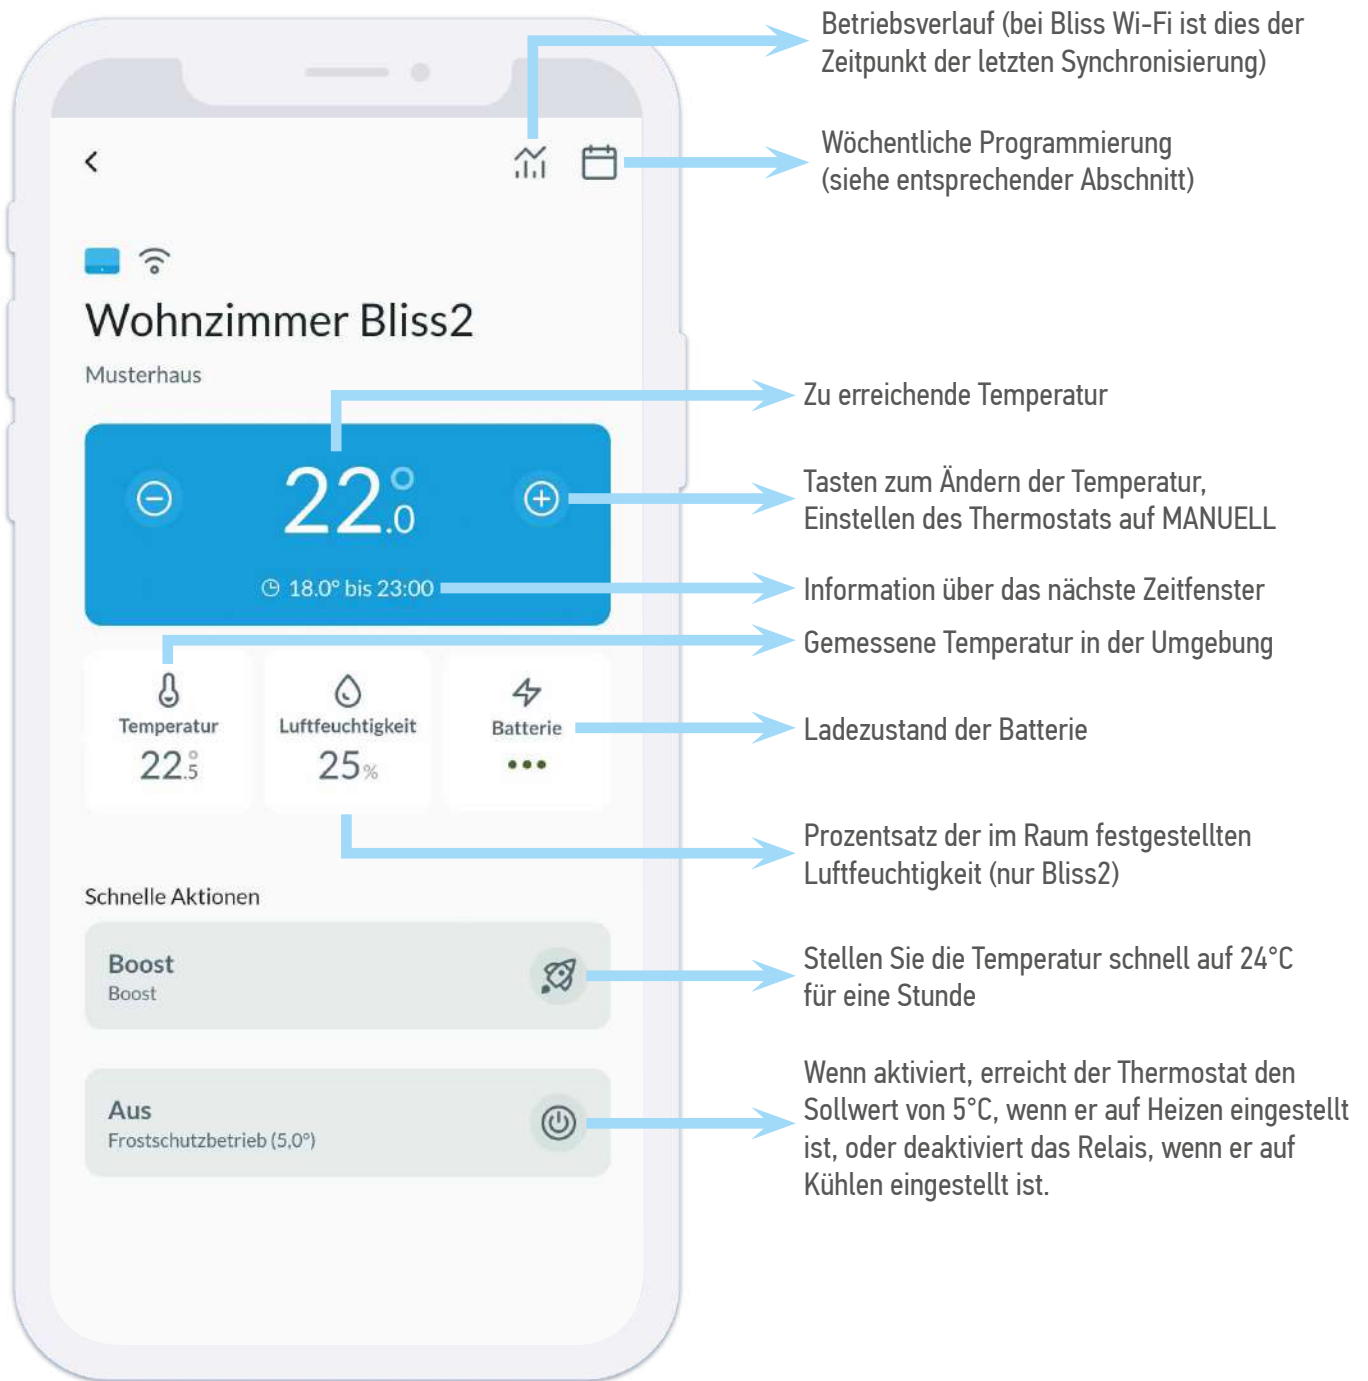 Betriebsverlauf (bei Bliss Wi-Fi ist dies der
Zeitpunkt der letzten Synchronisierung)
Wöchentliche Programmierung
(siehe entsprechender Abschnitt)
Wohnzimmer Bliss2
Musterhaus
Zu erreichende Temperatur
22.0°
Tasten zum Ändern der Temperatur,
Einstellen des Thermostats auf MANUELL
18.0° bis 23:00
Information über das nächste Zeitfenster
Gemessene Temperatur in der Umgebung
Temperatur
22.5°
Luftfeuchtigkeit
25%
Batterie
Ladezustand der Batterie
Prozentsatz der im Raum festgestellten
Luftfeuchtigkeit (nur Bliss2)
Schnelle Aktionen
Boost
Boost
Stellen Sie die Temperatur schnell auf 24°C
für eine Stunde
Aus
Frostschutzbetrieb (5,0°)
Wenn aktiviert, erreicht der Thermostat den
Sollwert von 5°C, wenn er auf Heizen eingestellt
ist, oder deaktiviert das Relais, wenn er auf
Kühlen eingestellt ist.